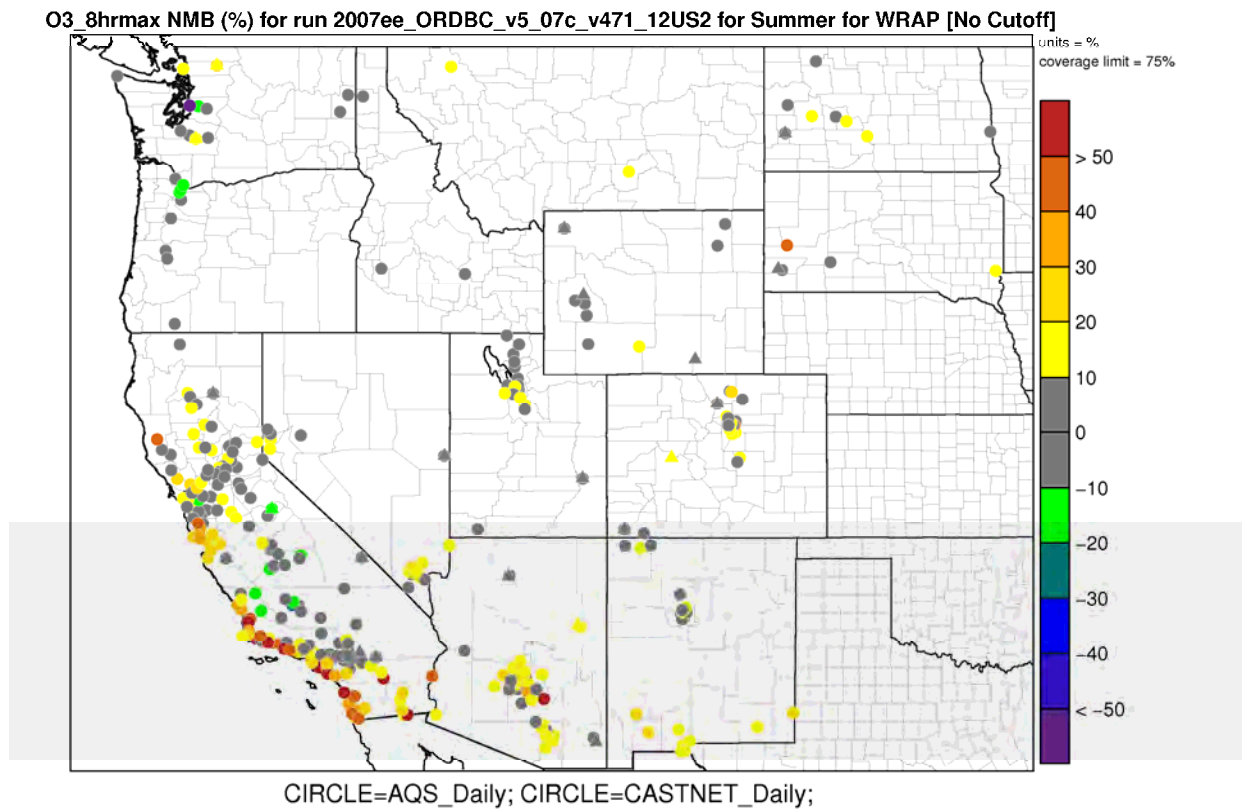 O3_8hrmax NMB (%) for run 2007ee_ORDBC_v5_07c_v471_12US2 for Summer for WRAP [No Cutoff]
units = %
coverage limit = 75%
> 50
40
30
20
10
0
−10
−20
−30
−40
< −50
CIRCLE=AQS_Daily; CIRCLE=CASTNET_Daily;